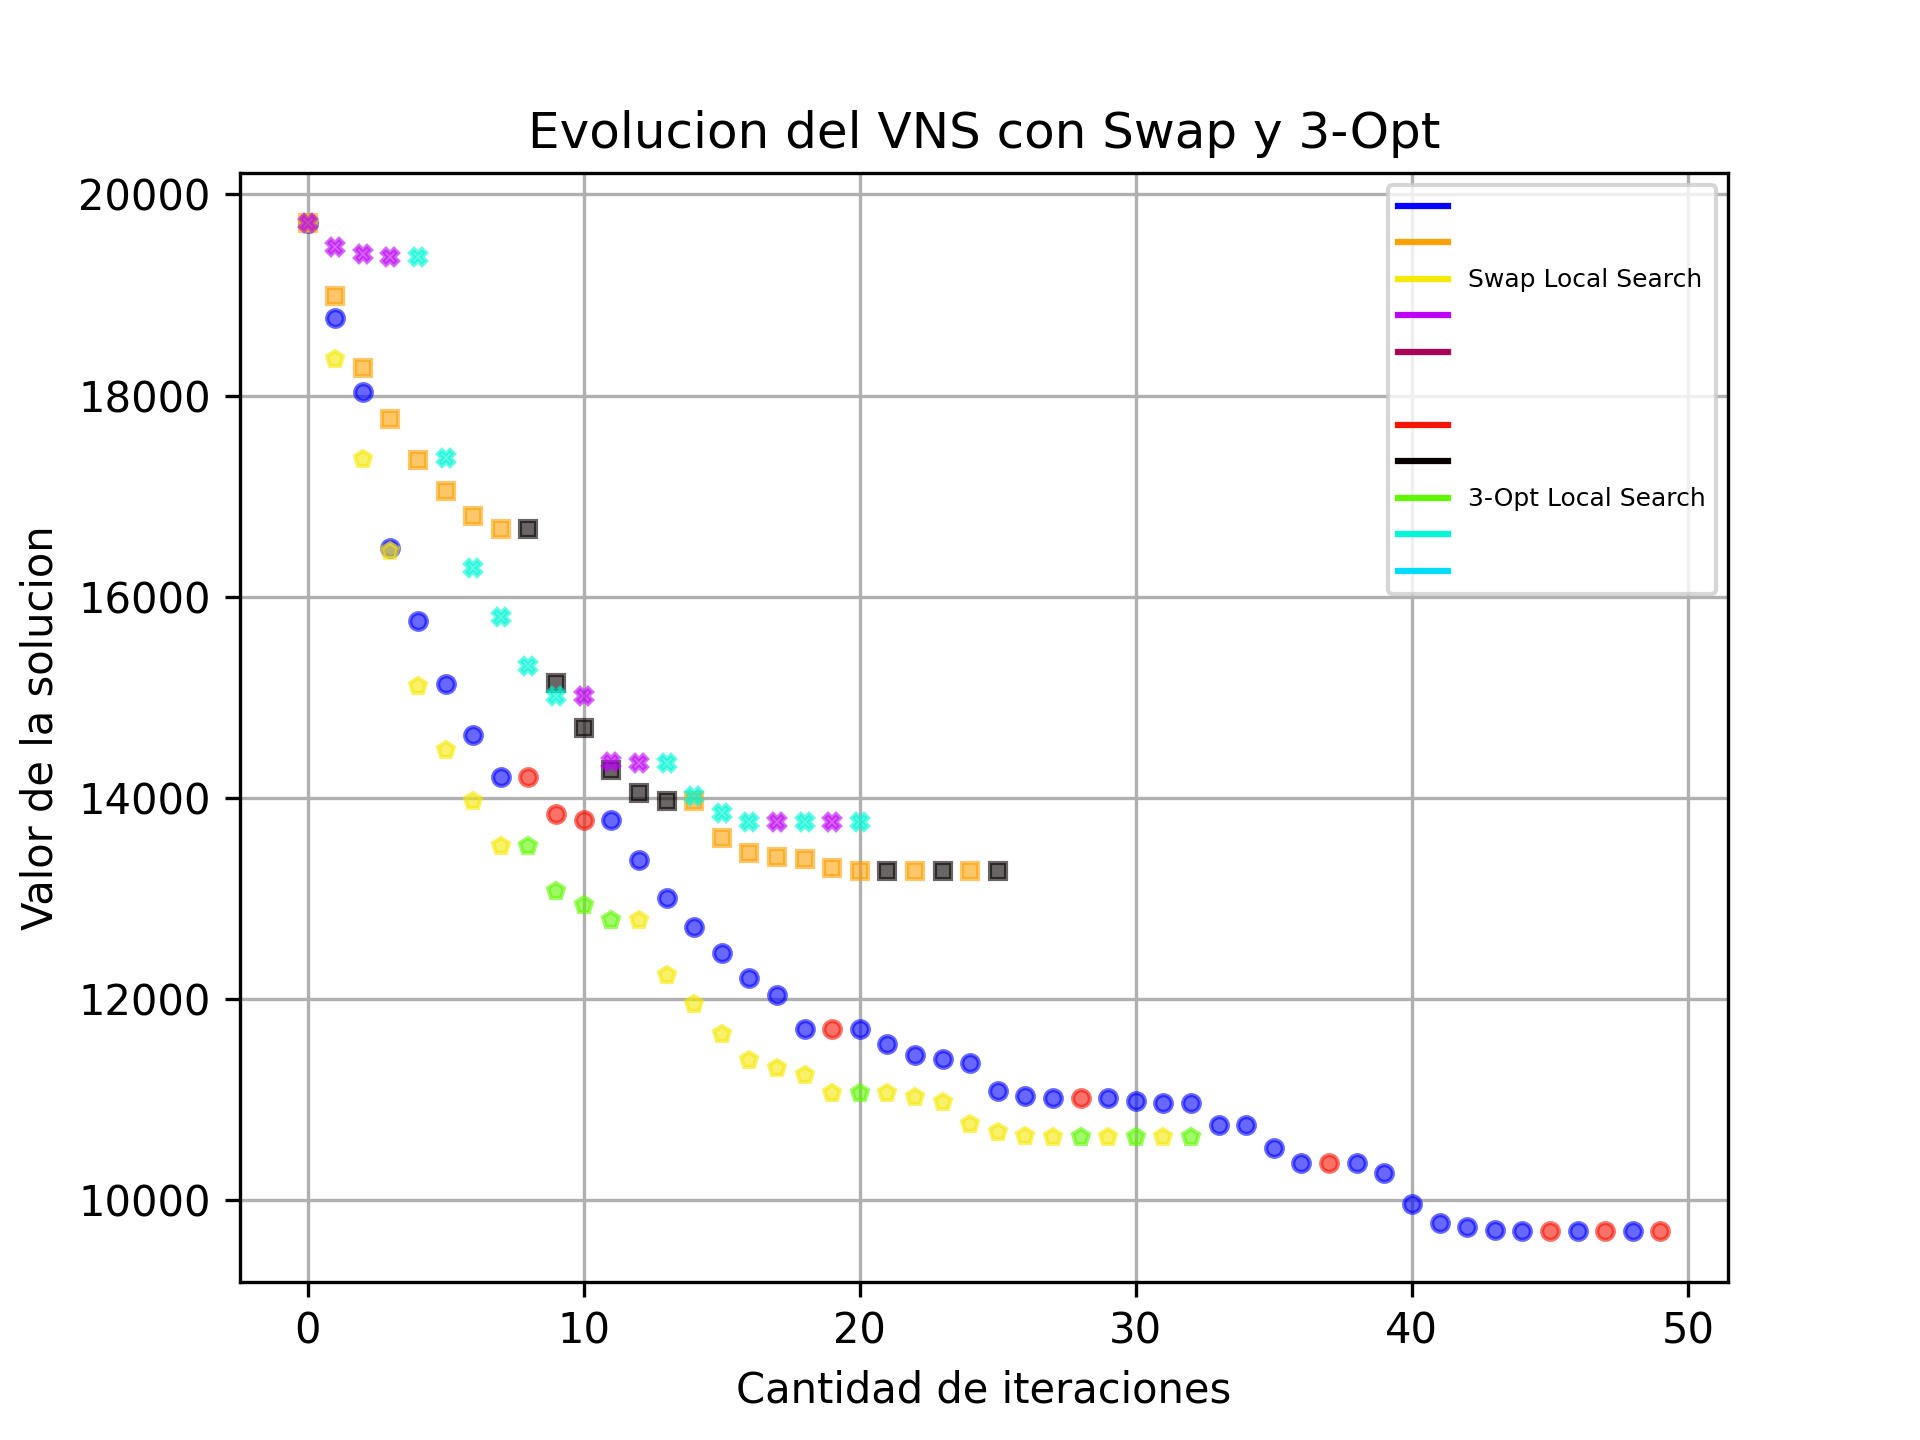 Evolucion del VNS con Swap y 3-Opt
20000
18000
16000
14000
12000
10000
Valor de la solucion
Swap Local Search
3-Opt Local Search
0 10 20 30 40 50
Cantidad de iteraciones